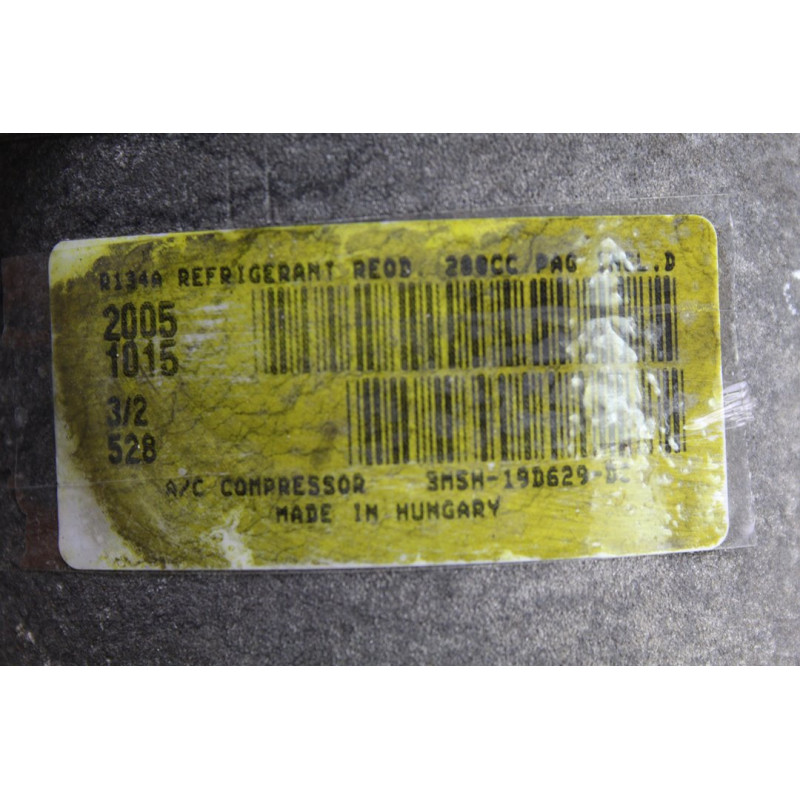 R134A REFRIGERANT REQD. 200CC PAG INCL.D
2005
1015
3/2
528
A/C COMPRESSOR 3M5H-19D629-
MADE IN HUNGARY